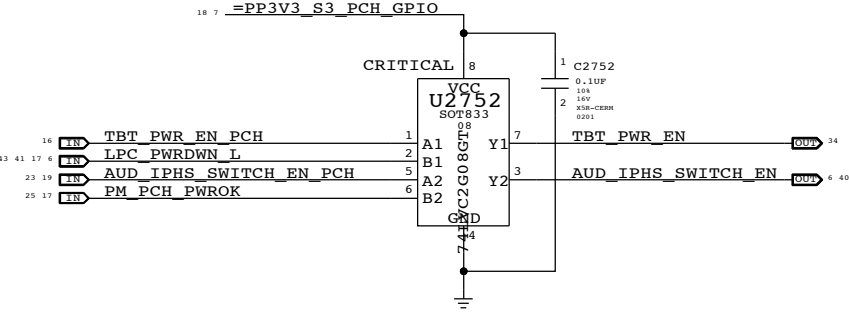 18 7 =PP3V3_S3_PCH_GPIO
CRITICAL 8
1 C2752
0.1UF
10%
16V
X5R-CERM
0201
2
VCC
U2752
SOT833
08
74LVC2G08GT
16 IN TBT_PWR_EN_PCH 1 A1 Y1 7 TBT_PWR_EN OUT 34
43 41 17 6 IN LPC_PWRDWN_L 2 B1
23 19 IN AUD_IPHS_SWITCH_EN_PCH 5 A2 Y2 3 AUD_IPHS_SWITCH_EN OUT 6 40
25 17 IN PM_PCH_PWROK 6 B2
GND
4